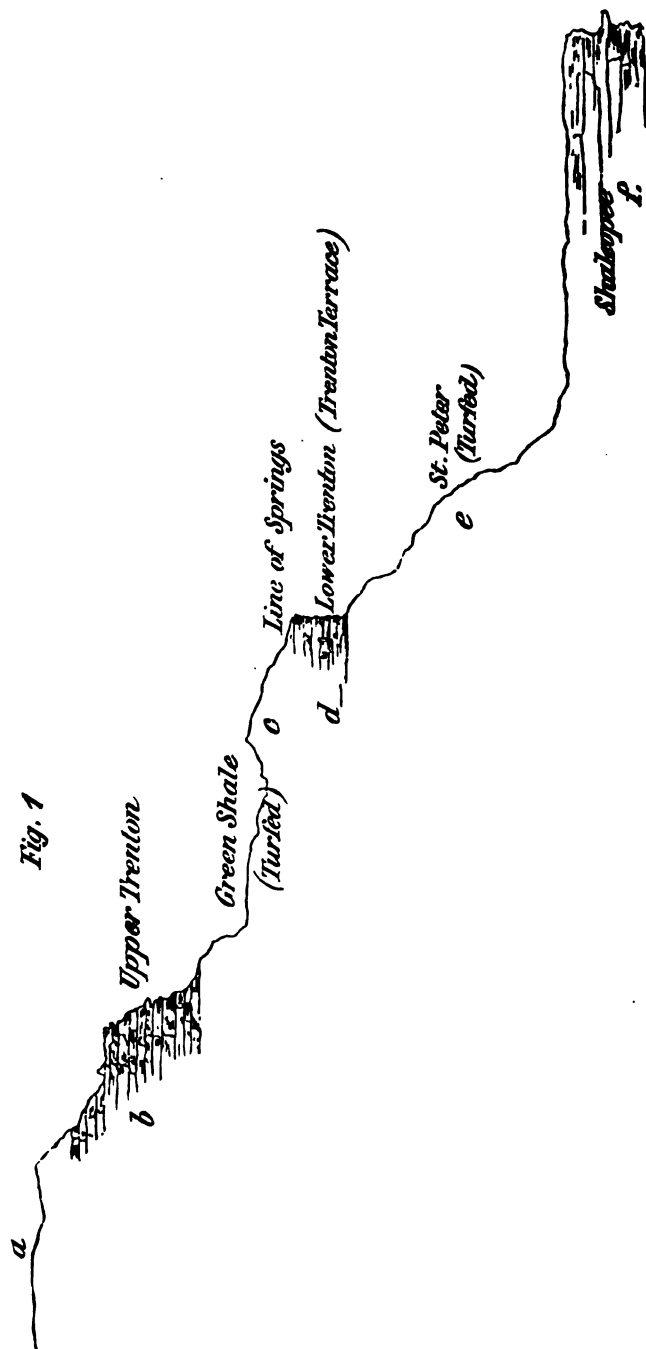 Fig. 1
a
b
Upper Trenton
Green Shale
(Turfed)
c
Line of Springs
d
Lower Trenton (Trenton Terrace)
e
St. Peter
(Turfed)
Shakopee
f.